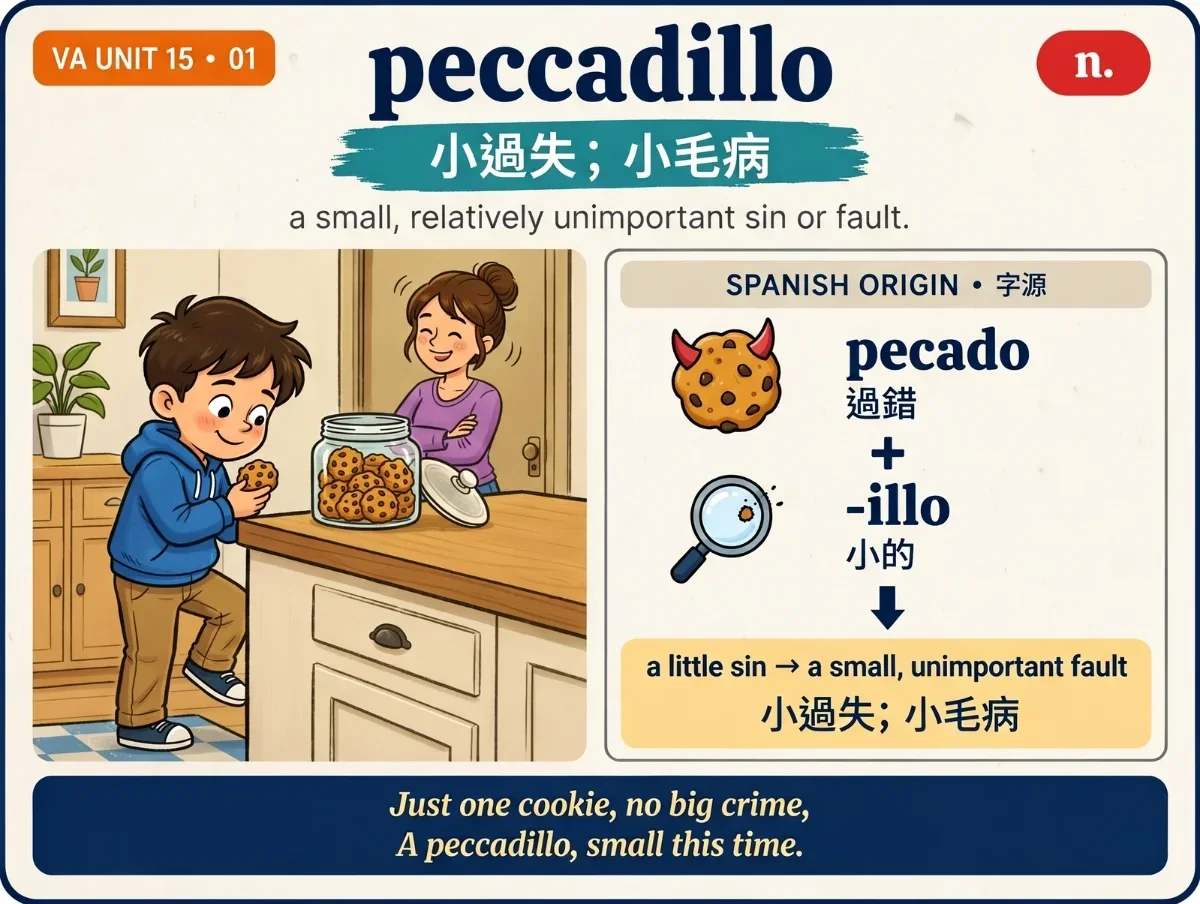 VA UNIT 15 • 01
peccadillo
n.
小過失；小毛病
a small, relatively unimportant sin or fault.
SPANISH ORIGIN • 字源
pecado
過錯
+
-illo
小的
a little sin → a small, unimportant fault
小過失；小毛病
Just one cookie, no big crime,
A peccadillo, small this time.